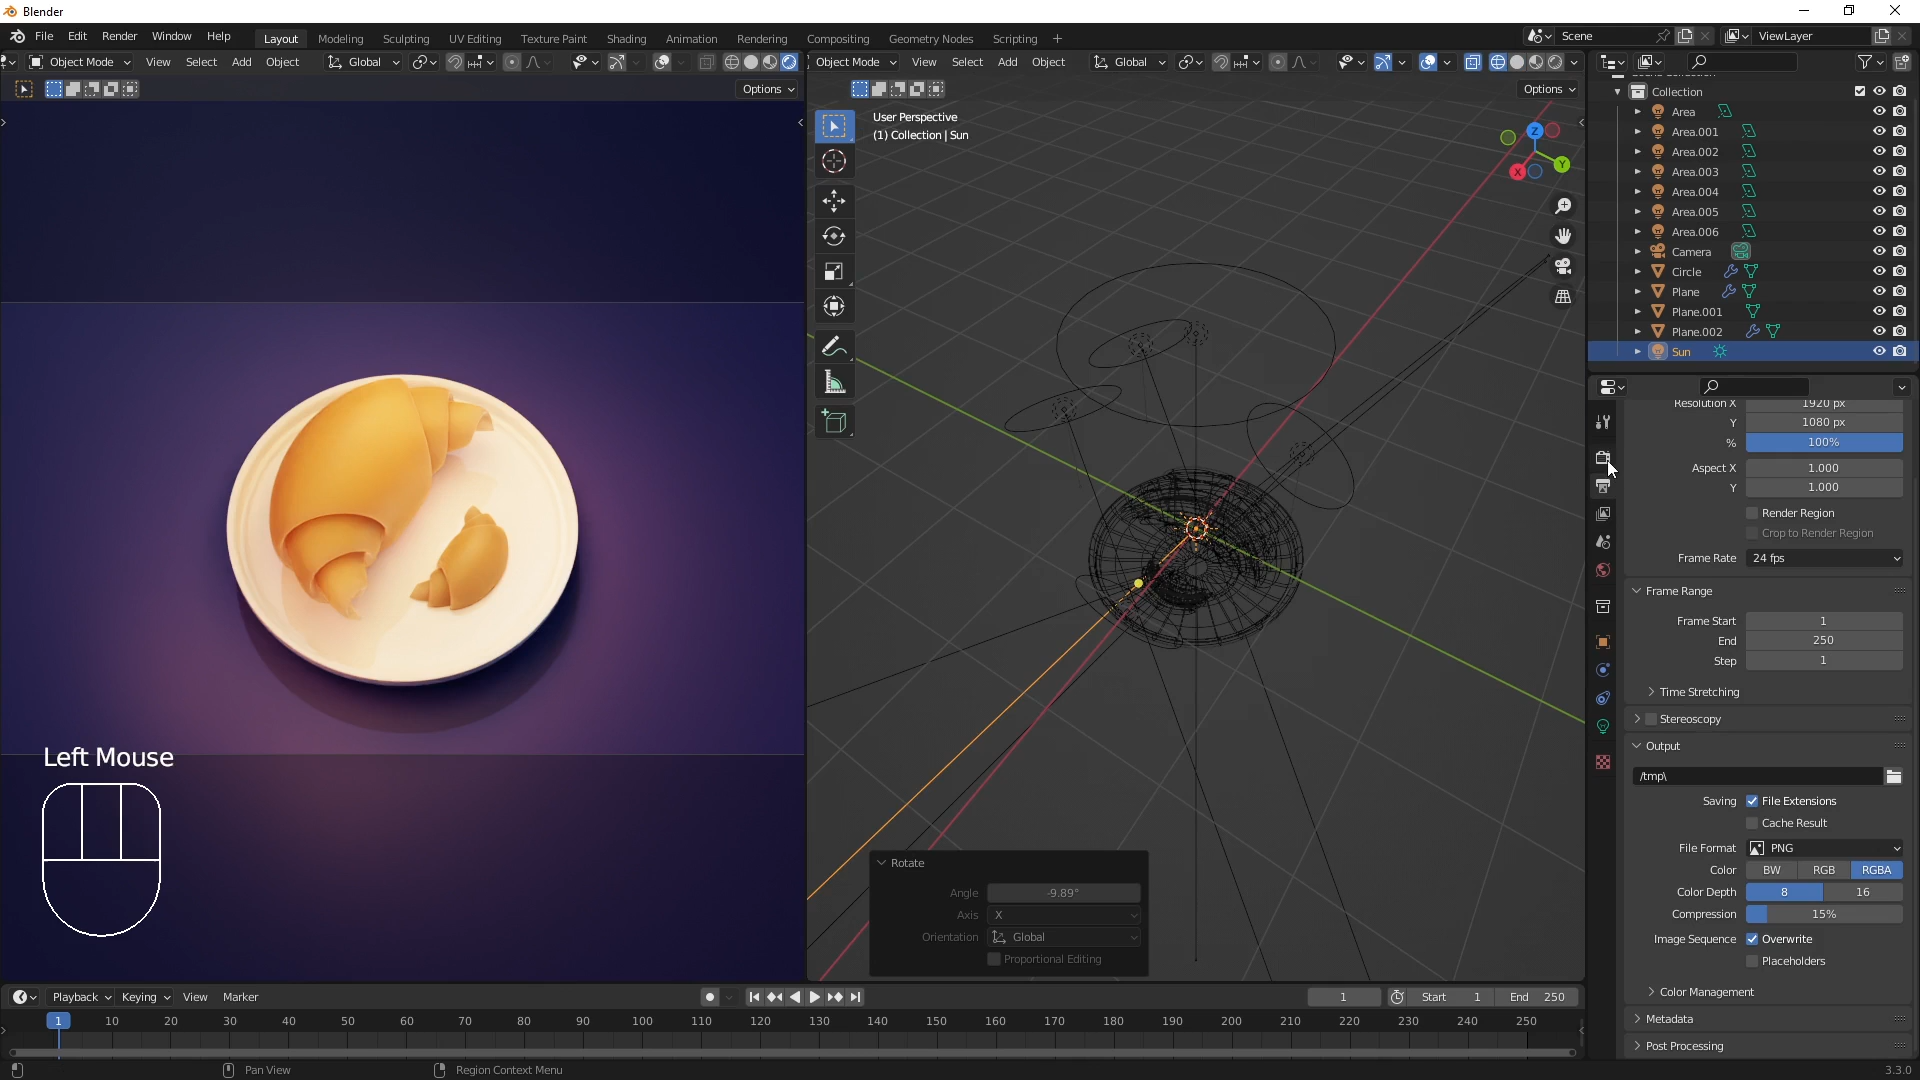 Blender
File Edit Render Window Help Layout Modeling Sculpting UV Editing Texture Paint Shading Animation Rendering Compositing Geometry Nodes Scripting + Scene ViewLayer
Object Mode View Select Add Object Global Object Mode View Select Add Object Global
Options Options
User Perspective
(1) Collection | Sun
Z
Y
X
Collection
Area
Area.001
Area.002
Area.003
Area.004
Area.005
Area.006
Camera
Circle
Plane
Plane.001
Plane.002
Sun
Resolution X 1920 px
Y 1080 px
% 100%
Aspect X 1.000
Y 1.000
Render Region
Crop to Render Region
Frame Rate 24 fps
Frame Range
Frame Start 1
End 250
Step 1
Time Stretching
Stereoscopy
Output
/tmp\
Saving File Extensions
Cache Result
File Format PNG
Color BW RGB RGBA
Color Depth 8 16
Compression 15%
Image Sequence Overwrite
Placeholders
Color Management
Metadata
Post Processing
Left Mouse
Rotate
Angle -9.89°
Axis X
Orientation Global
Proportional Editing
Playback Keying View Marker 1 Start 1 End 250
1 10 20 30 40 50 60 70 80 90 100 110 120 130 140 150 160 170 180 190 200 210 220 230 240 250
Pan View Region Context Menu 3.3.0